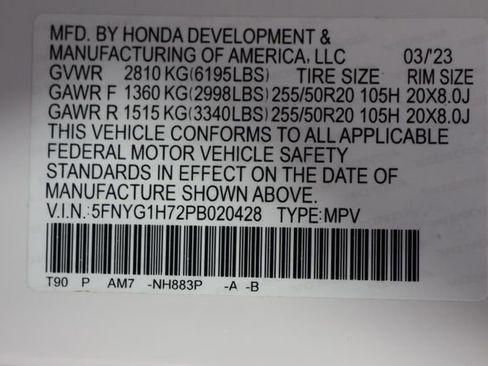 MFD. BY HONDA DEVELOPMENT &
MANUFACTURING OF AMERICA, LLC 03/'23
GVWR 2810 KG(6195LBS) TIRE SIZE RIM SIZE
GAWR F 1360 KG(2998LBS) 255/50R20 105H 20X8.0J
GAWR R 1515 KG(3340LBS) 255/50R20 105H 20X8.0J
THIS VEHICLE CONFORMS TO ALL APPLICABLE
FEDERAL MOTOR VEHICLE SAFETY
STANDARDS IN EFFECT ON THE DATE OF
MANUFACTURE SHOWN ABOVE.
V.I.N.:5FNYG1H72PB020428 TYPE:MPV
T90 P AM7 -NH883P -A -B